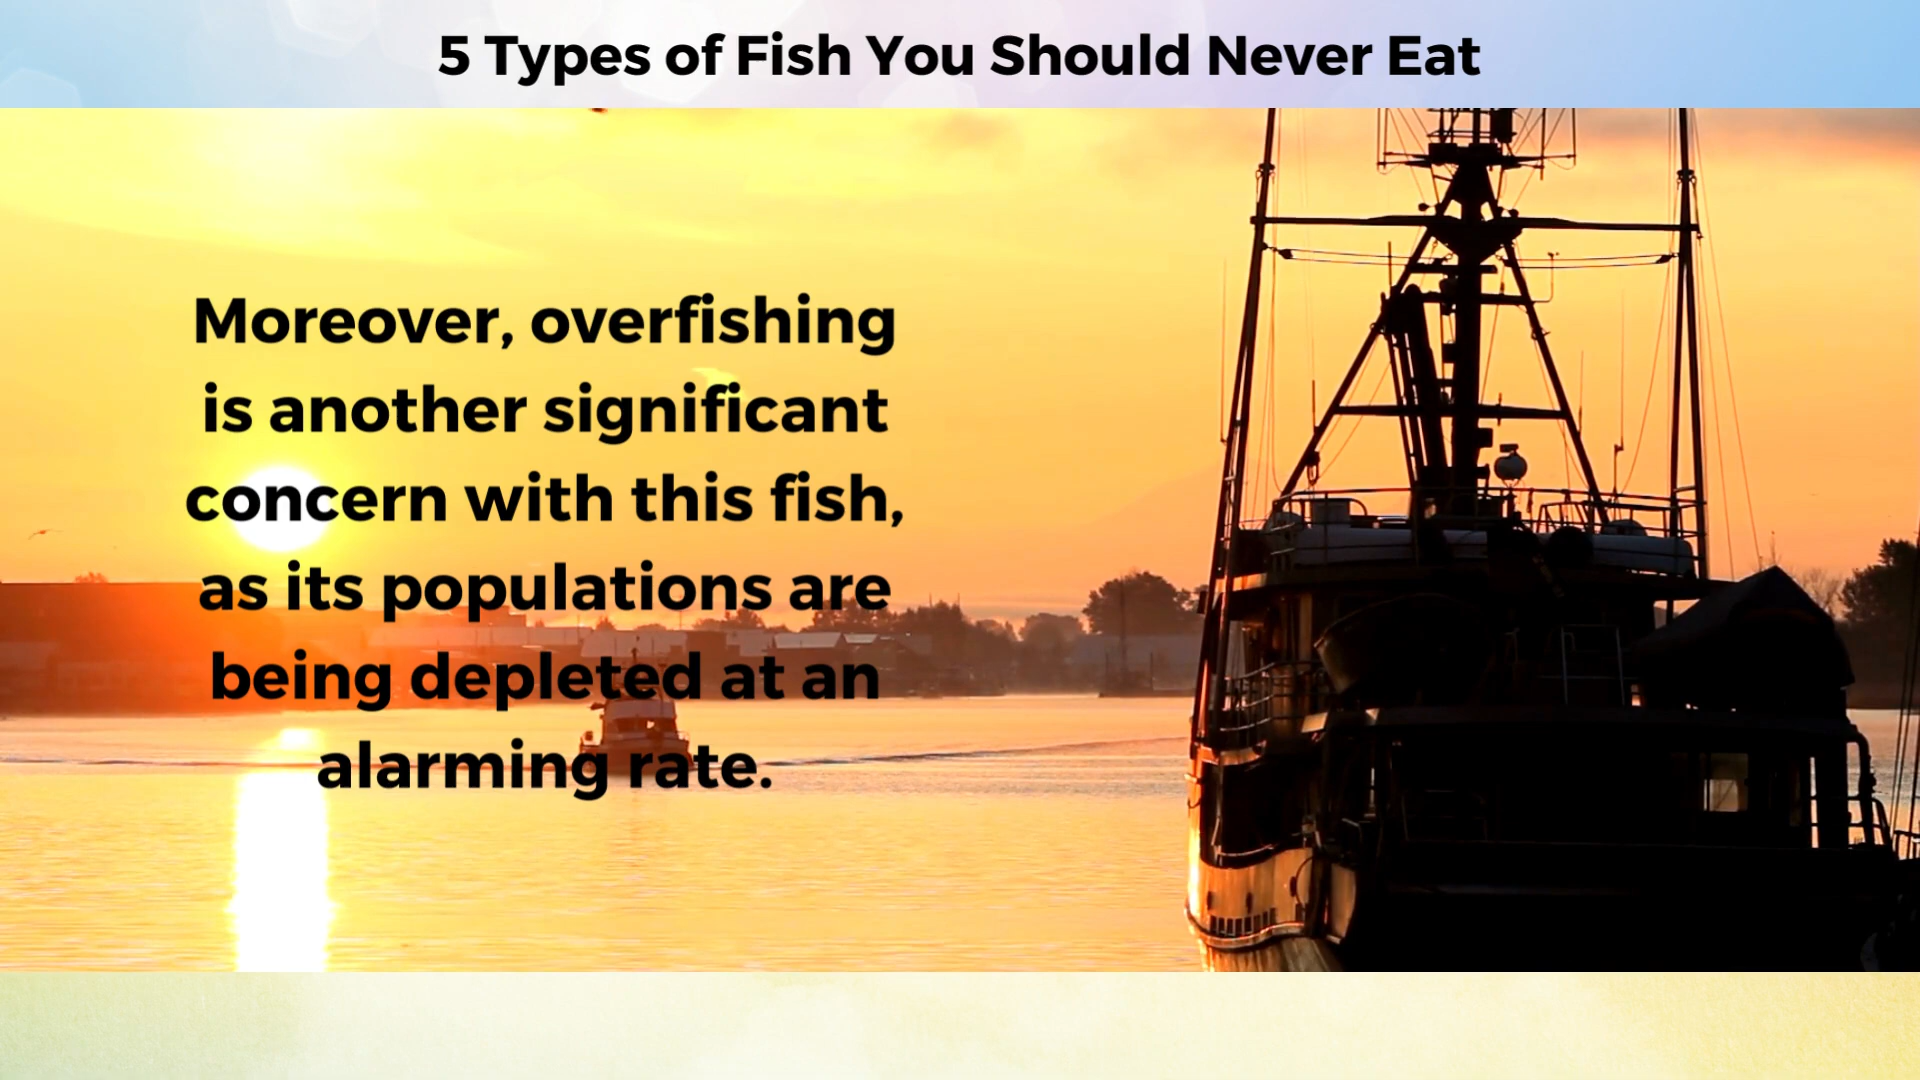 5 Types of Fish You Should Never Eat
Moreover, overfishing
is another significant
concern with this fish,
as its populations are
being depleted at an
alarming rate.